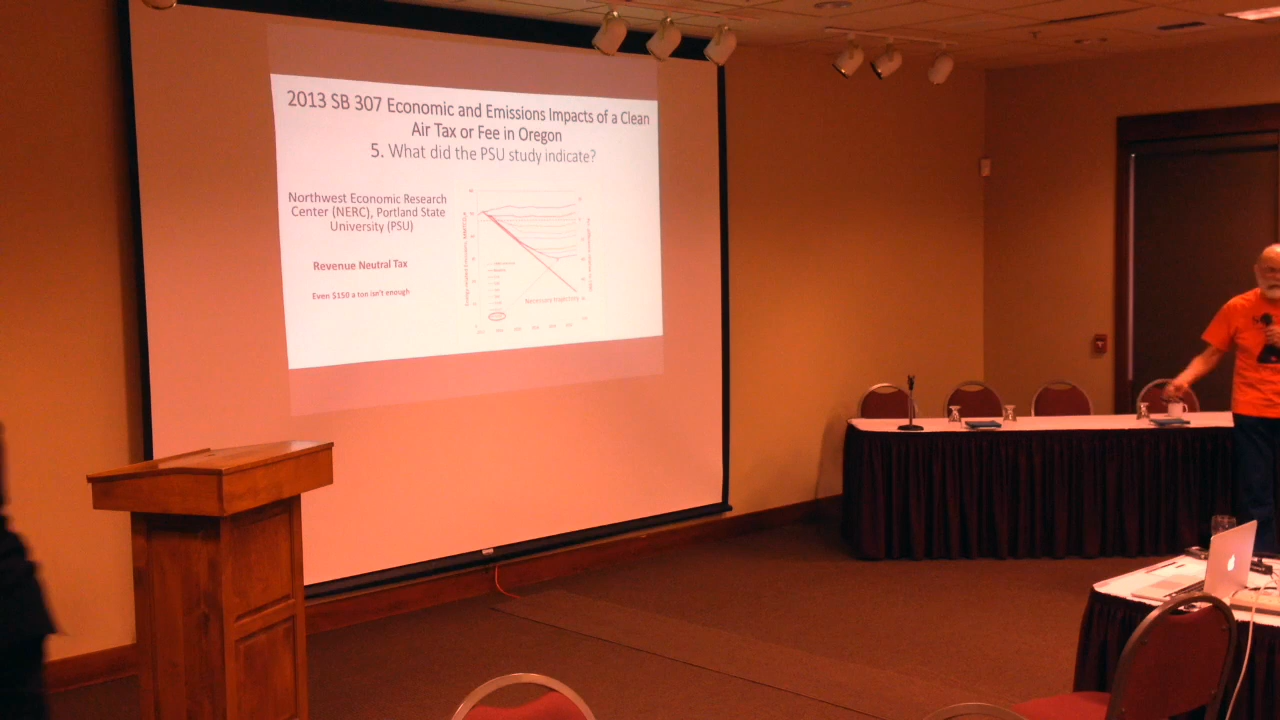 2013 SB 307 Economic and Emissions Impacts of a Clean
Air Tax or Fee in Oregon
5. What did the PSU study indicate?
Northwest Economic Research
Center (NERC), Portland State
University (PSU)
Revenue Neutral Tax
Even $150 a ton isn't enough
Necessary trajectory